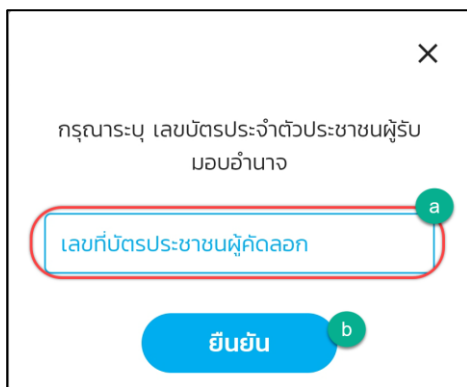 กรุณาระบุ เลขบัตรประจำตัวประชาชนผู้รับ
มอบอำนาจ
a
เลขที่บัตรประชาชนผู้คัดลอก
ยืนยัน
b